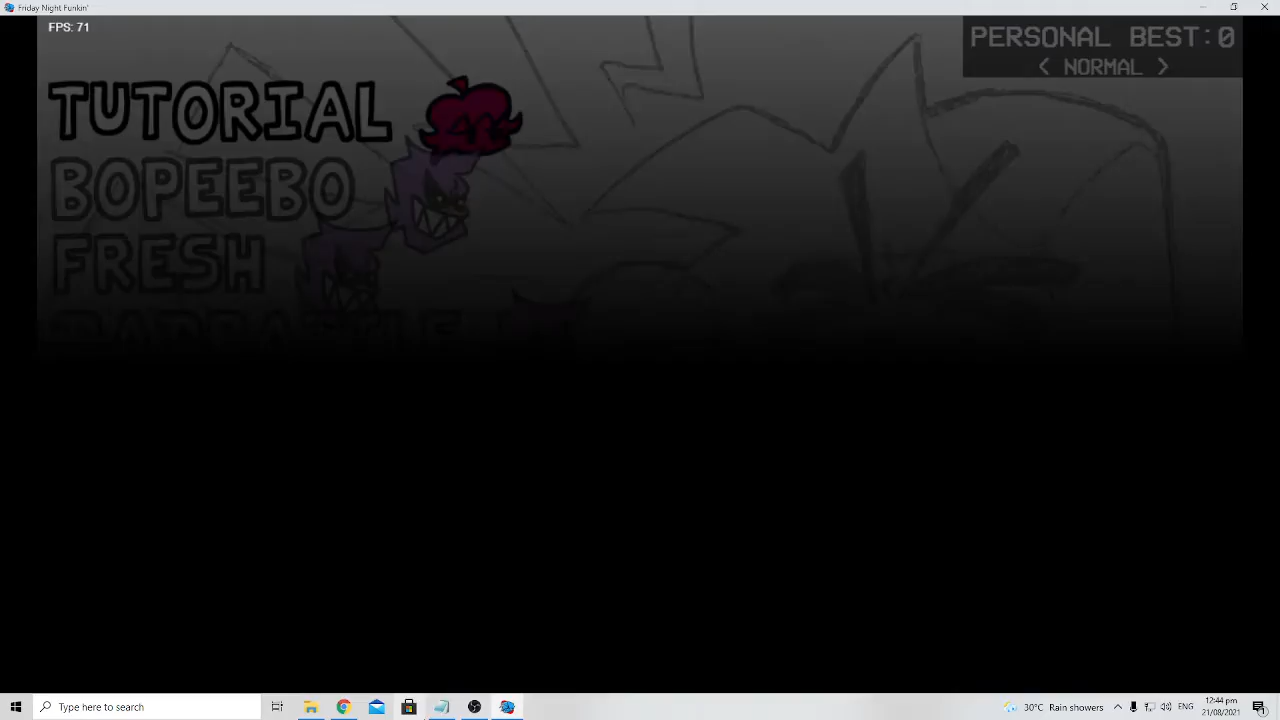 Friday Night Funkin'
FPS: 71
PERSONAL BEST:0
< NORMAL >
TUTORIAL
BOPEEBO
FRESH
Type here to search
30°C Rain showers
ENG
12:44 pm
21/08/2021